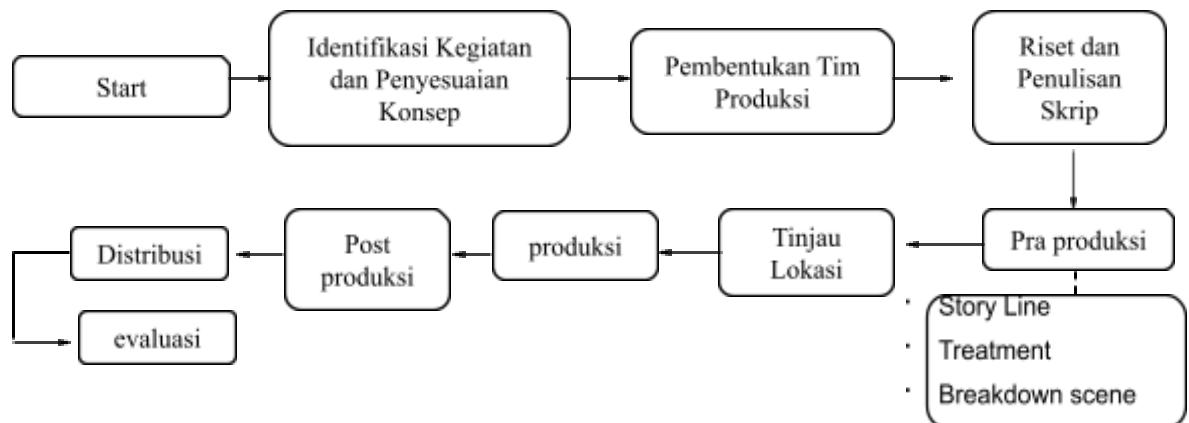 Start
Identifikasi Kegiatan
dan Penyesuaian
Konsep
Pembentukan Tim
Produksi
Riset dan
Penulisan
Skrip
Pra produksi
· Story Line
· Treatment
· Breakdown scene
Tinjau
Lokasi
produksi
Post
produksi
Distribusi
evaluasi